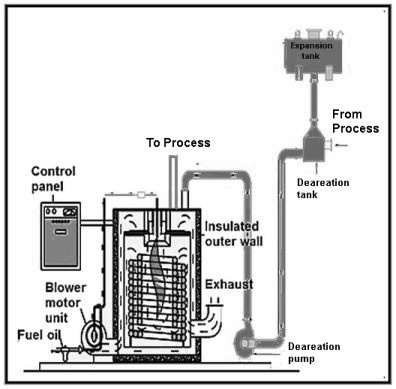 Expansion
tank
From
Process
To Process
Control
panel
Deareation
tank
Insulated
outer wall
Exhaust
Blower
motor
unit
Fuel oil
Deareation
pump